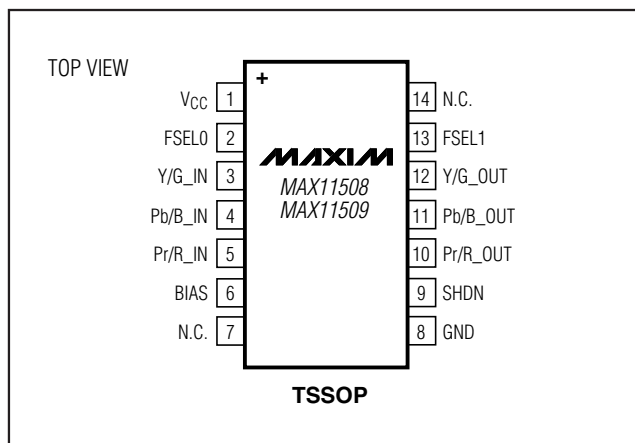 TOP VIEW
+
VCC 1
14 N.C.
FSEL0 2
13 FSEL1
MAXIM
Y/G_IN 3
12 Y/G_OUT
MAX11508
Pb/B_IN 4
11 Pb/B_OUT
MAX11509
Pr/R_IN 5
10 Pr/R_OUT
BIAS 6
9 SHDN
N.C. 7
8 GND
TSSOP